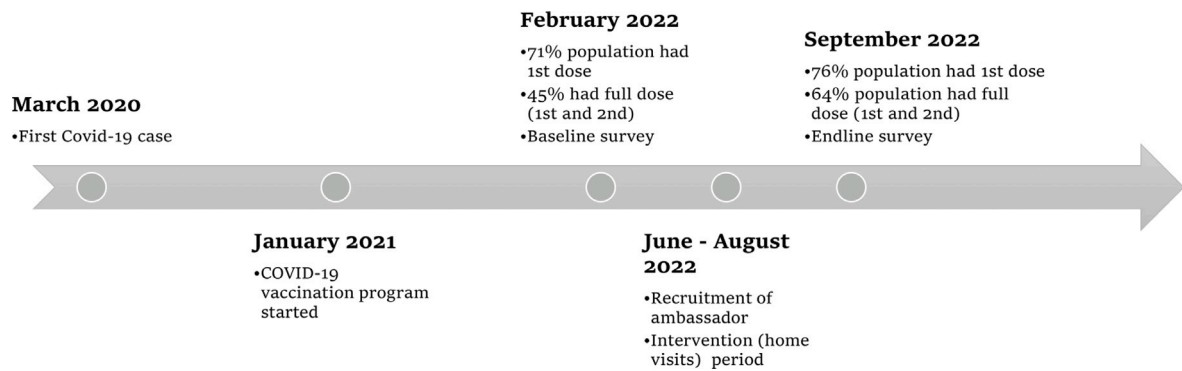 March 2020
•First Covid-19 case
January 2021
•COVID-19
vaccination program
started
February 2022
•71% population had
1st dose
•45% had full dose
(1st and 2nd)
•Baseline survey
June - August
2022
•Recruitment of
ambassador
•Intervention (home
visits) period
September 2022
•76% population had 1st dose
•64% population had full
dose (1st and 2nd)
•Endline survey